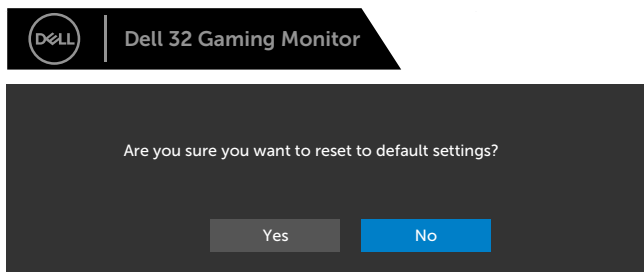 DELL
Dell 32 Gaming Monitor
Are you sure you want to reset to default settings?
Yes No